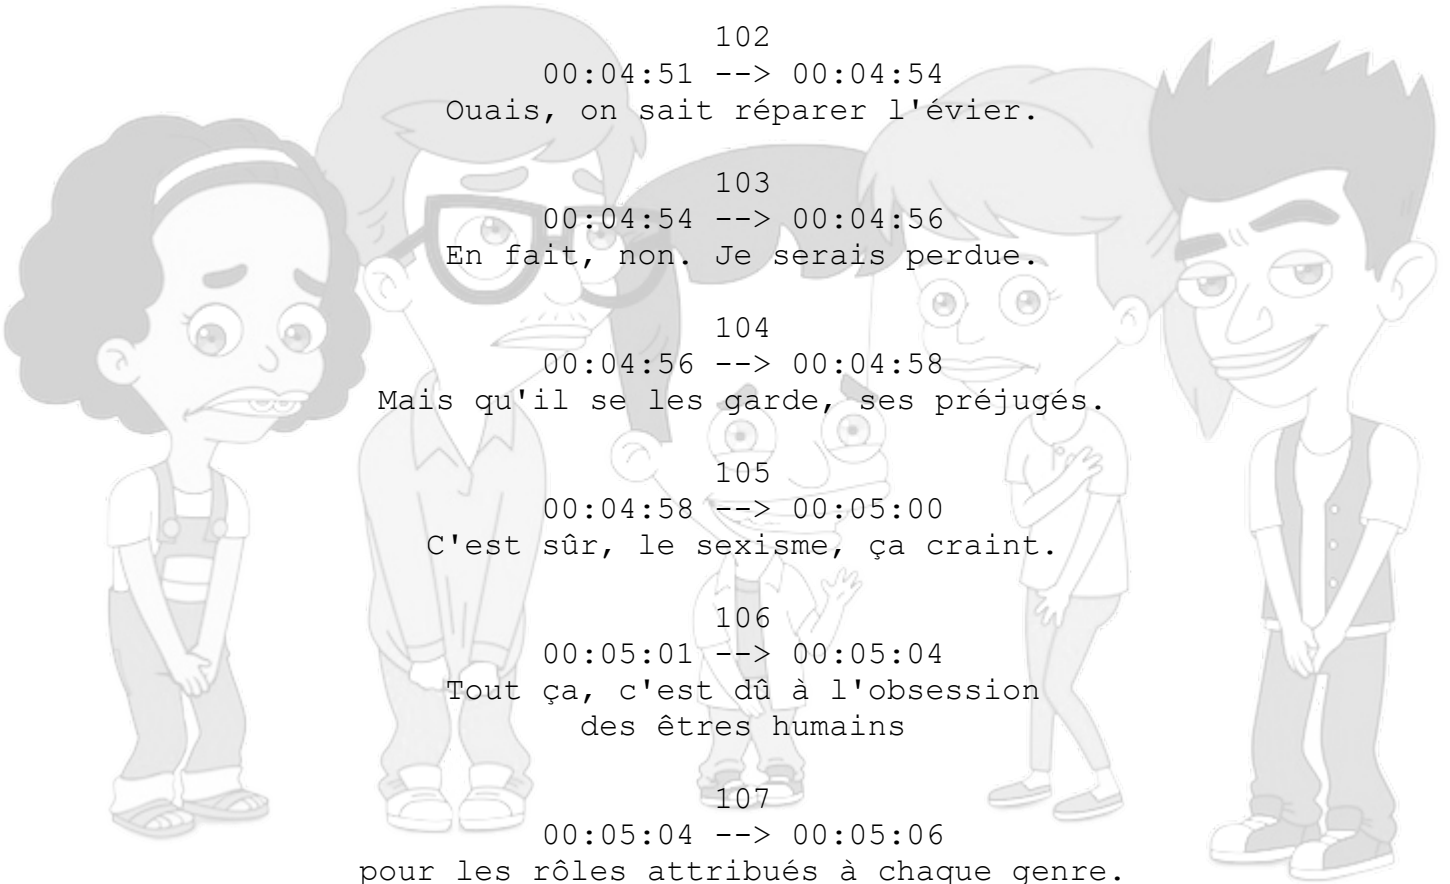 102
00:04:51 --> 00:04:54
Ouais, on sait réparer l'évier.
103
00:04:54 --> 00:04:56
En fait, non. Je serais perdue.
104
00:04:56 --> 00:04:58
Mais qu'il se les garde, ses préjugés.
105
00:04:58 --> 00:05:00
C'est sûr, le sexisme, ça craint.
106
00:05:01 --> 00:05:04
Tout ça, c'est dû à l'obsession
des êtres humains
107
00:05:04 --> 00:05:06
pour les rôles attribués à chaque genre.